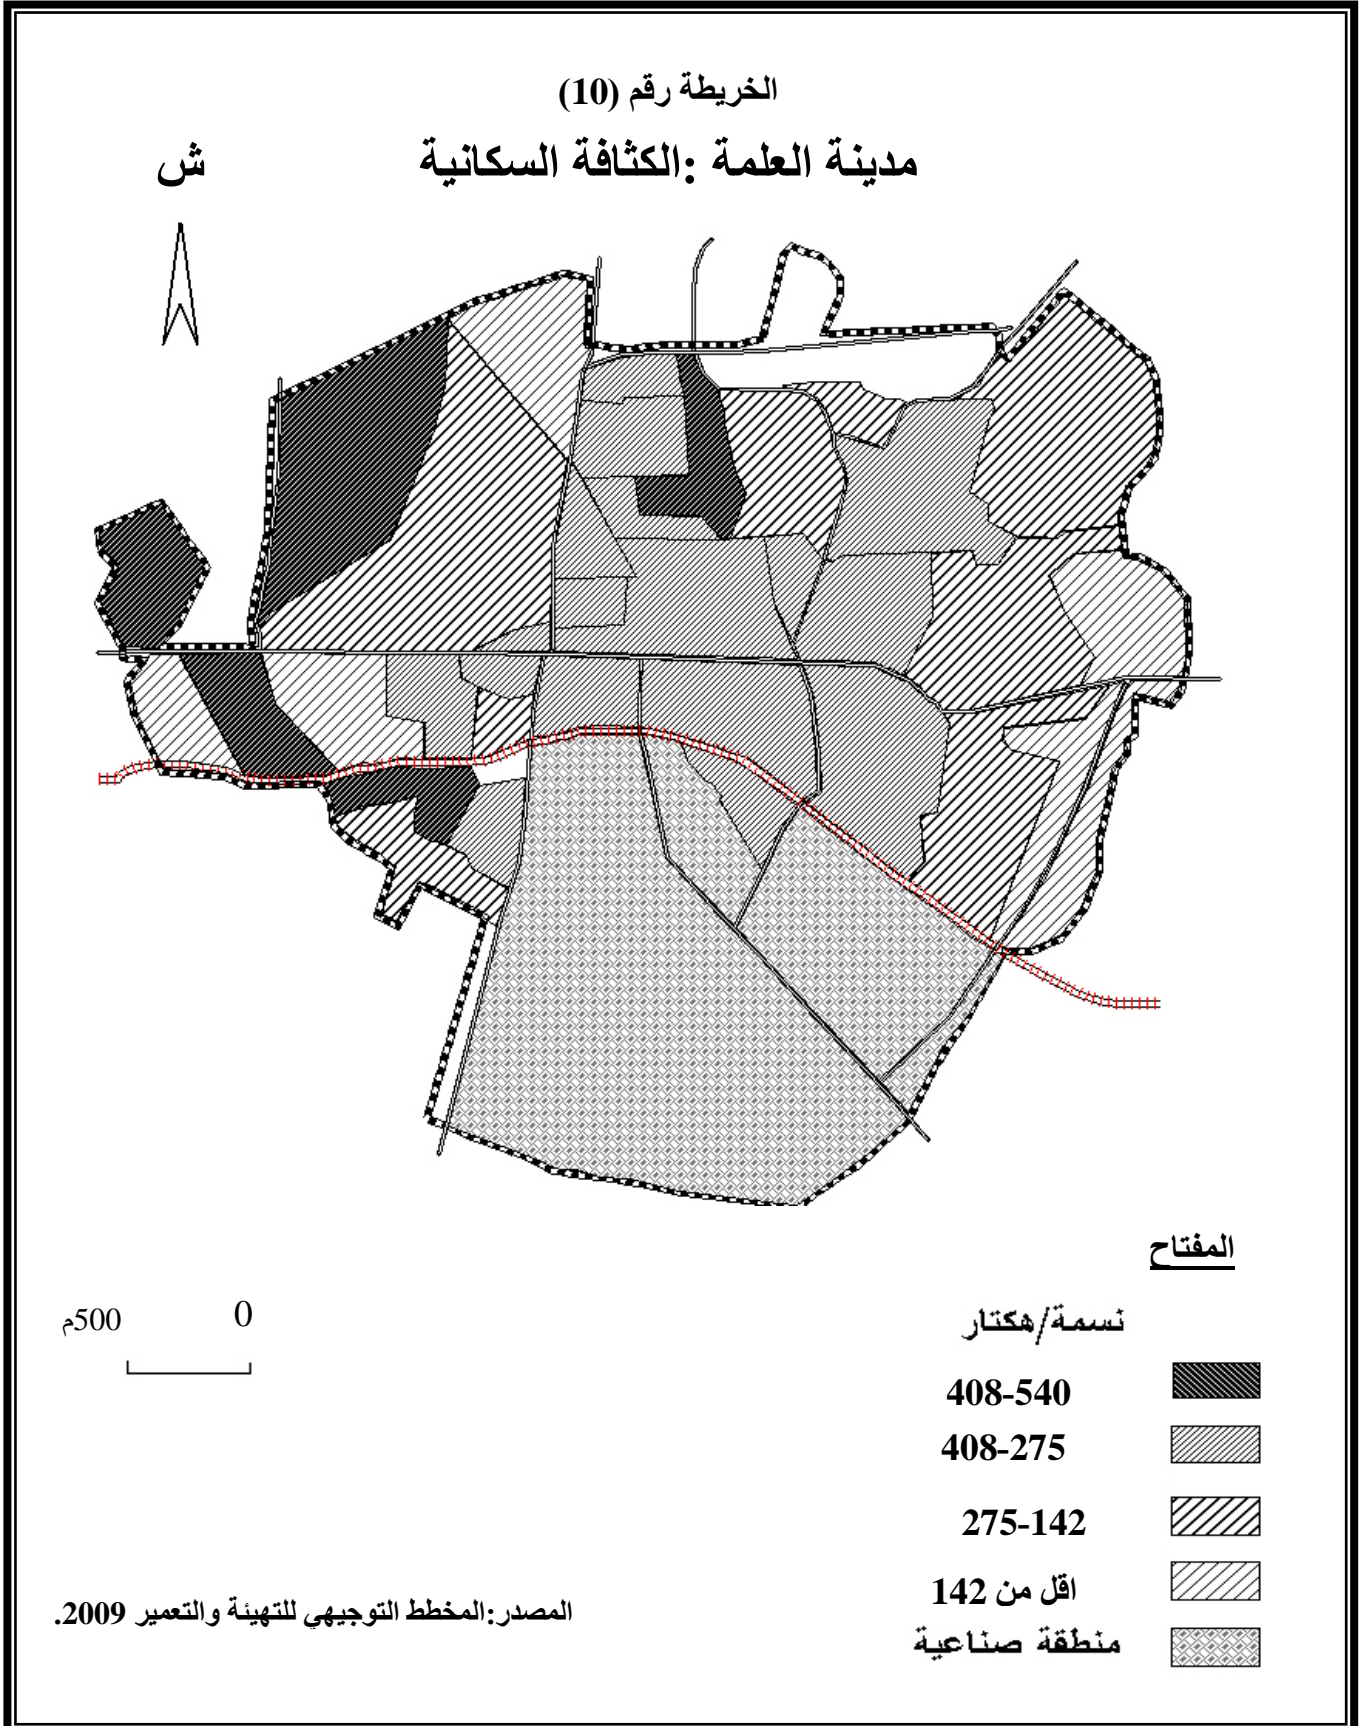 الخريطة رقم (10)
مدينة العلمة :الكثافة السكانية
ش
المفتاح
نسمة/هكتار
408-540
408-275
275-142
اقل من 142
منطقة صناعية
0
500م
المصدر:المخطط التوجيهي للتهيئة والتعمير 2009.